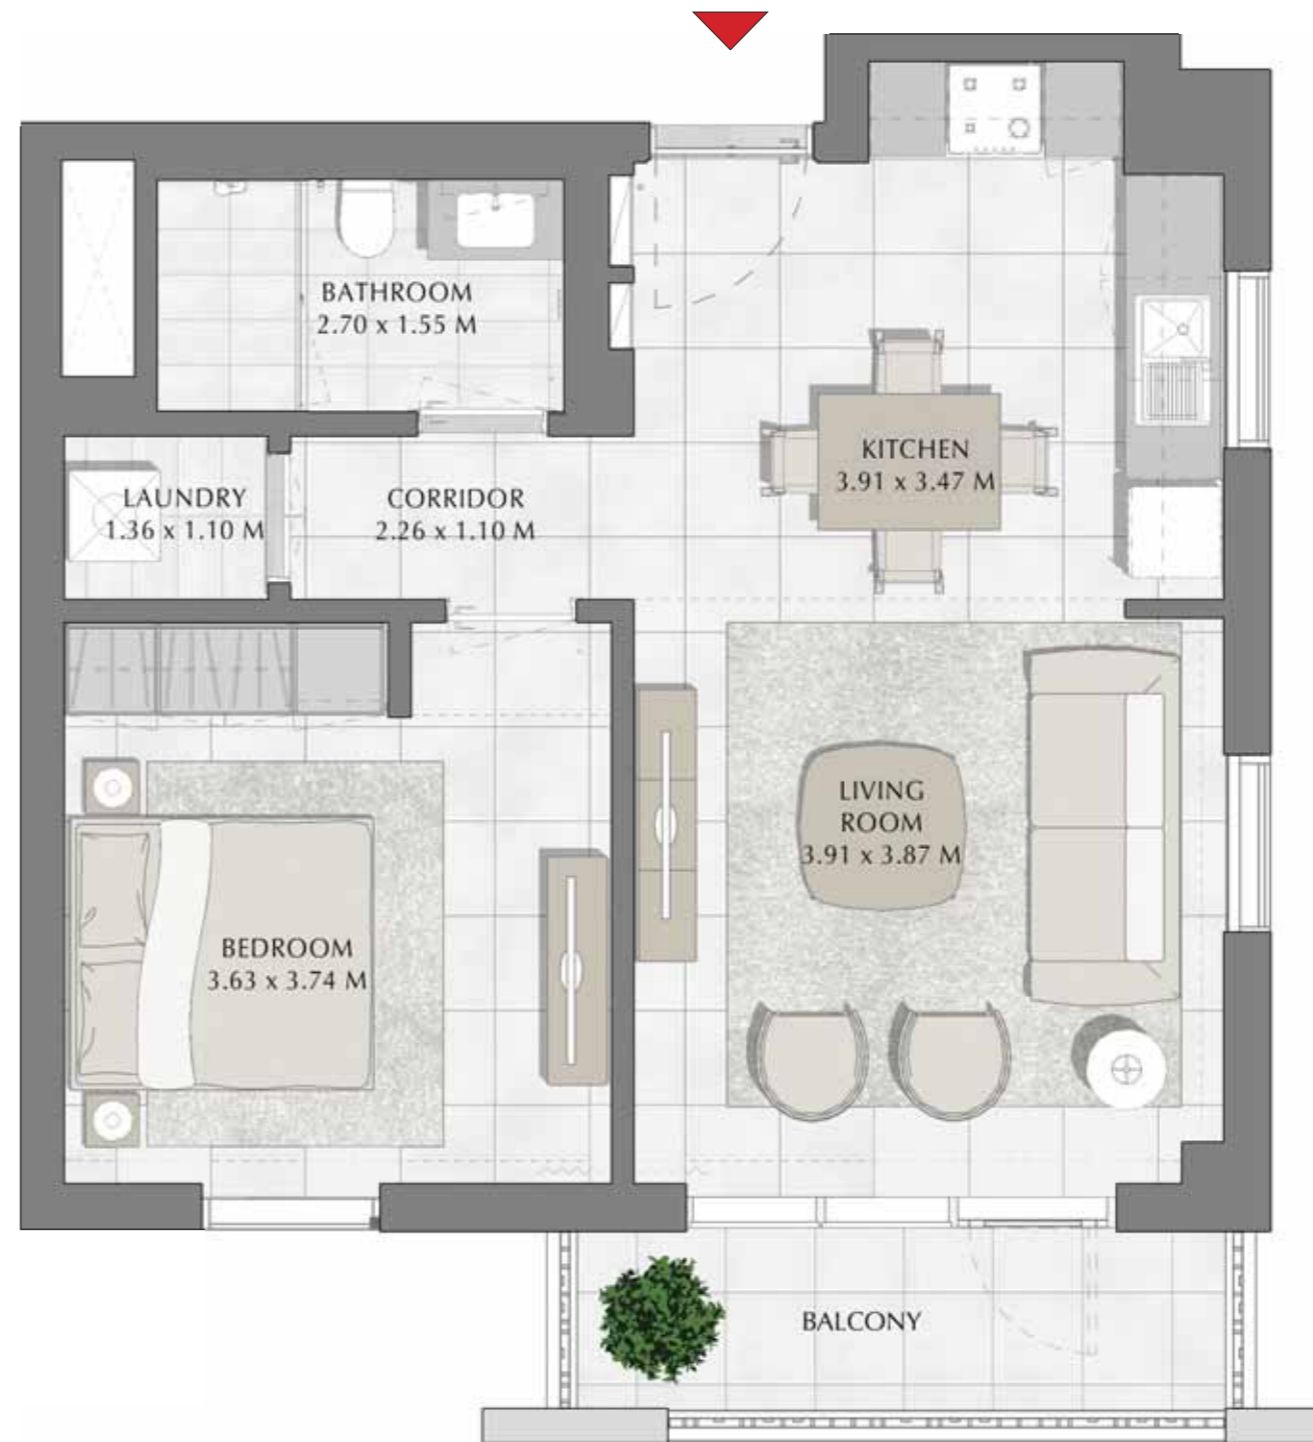 BATHROOM
2.70 x 1.55 M
KITCHEN
3.91 x 3.47 M
LAUNDRY
1.36 x 1.10 M
CORRIDOR
2.26 x 1.10 M
LIVING
ROOM
3.91 x 3.87 M
BEDROOM
3.63 x 3.74 M
BALCONY